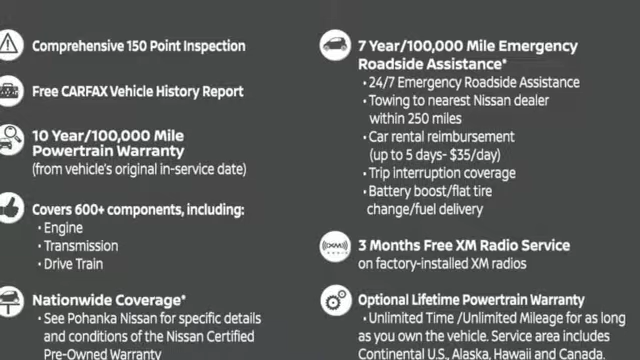 Comprehensive 150 Point Inspection
Free CARFAX Vehicle History Report
10 Year/100,000 Mile
Powertrain Warranty
(from vehicle's original in-service date)
Covers 600+ components, including:
• Engine
• Transmission
• Drive Train
Nationwide Coverage*
• See Pohanka Nissan for specific details
and conditions of the Nissan Certified
Pre-Owned Warranty
7 Year/100,000 Mile Emergency
Roadside Assistance*
• 24/7 Emergency Roadside Assistance
• Towing to nearest Nissan dealer
within 250 miles
• Car rental reimbursement
(up to 5 days- $35/day)
• Trip interruption coverage
• Battery boost/flat tire
change/fuel delivery
XM
RADIO
3 Months Free XM Radio Service
on factory-installed XM radios
Optional Lifetime Powertrain Warranty
• Unlimited Time /Unlimited Mileage for as long
as you own the vehicle. Service area includes
Continental U.S., Alaska, Hawaii and Canada.